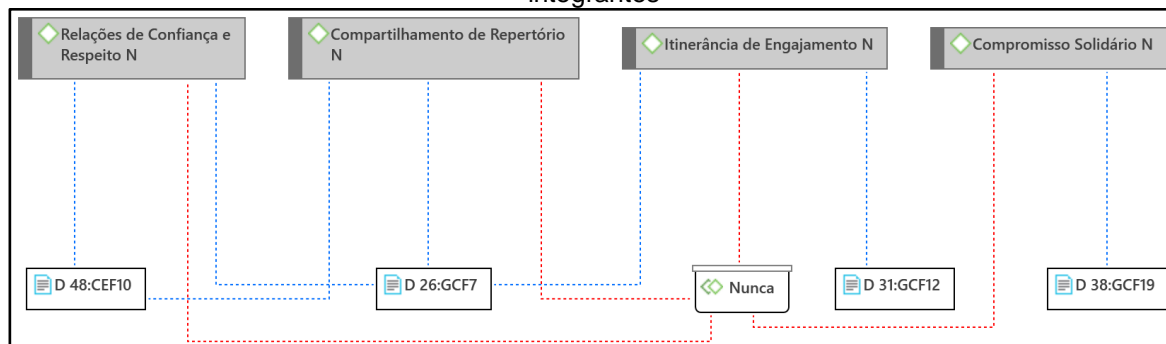 integrantes
Relações de Confiança e
Respeito N
Compartilhamento de Repertório
N
Itinerância de Engajamento N
Compromisso Solidário N
D 48:CEF10
D 26:GCF7
Nunca
D 31:GCF12
D 38:GCF19